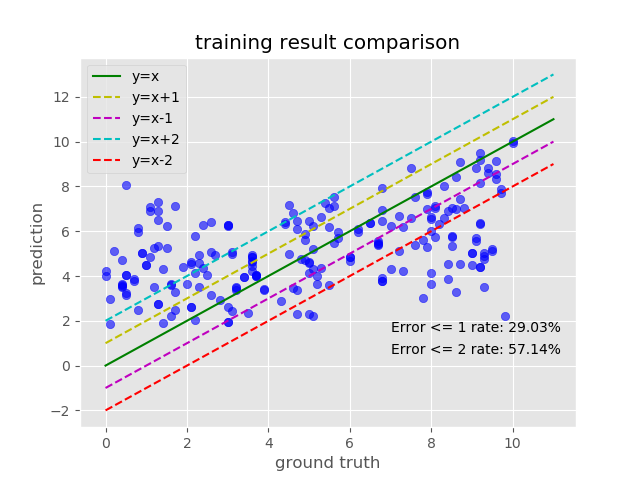 training result comparison
y=x
y=x+1
y=x-1
y=x+2
y=x-2
12
10
8
6
4
2
0
−2
prediction
Error <= 1 rate: 29.03%
Error <= 2 rate: 57.14%
0 2 4 6 8 10
ground truth